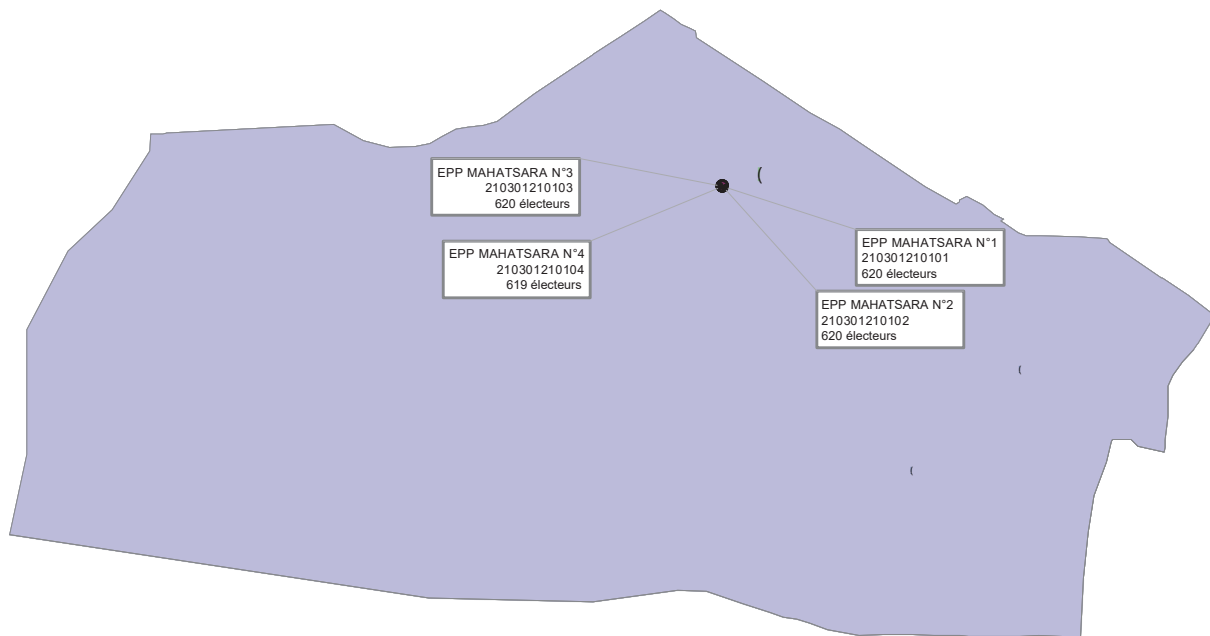 EPP MAHATSARA N°3
210301210103
620 électeurs
EPP MAHATSARA N°1
210301210101
620 électeurs
EPP MAHATSARA N°4
210301210104
619 électeurs
EPP MAHATSARA N°2
210301210102
620 électeurs